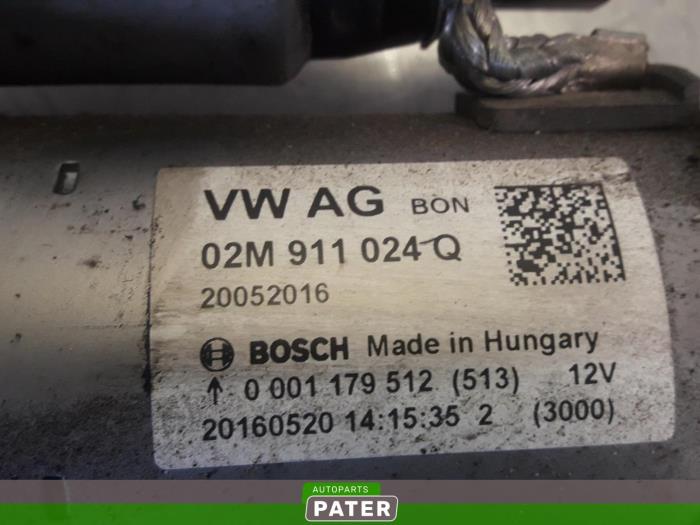 VW AG BON
02M 911 024 Q
20052016
BOSCH Made in Hungary
↑ 0 001 179 512 (513) 12V
20160520 14:15:35 2 (3000)
AUTOPARTS
PATER